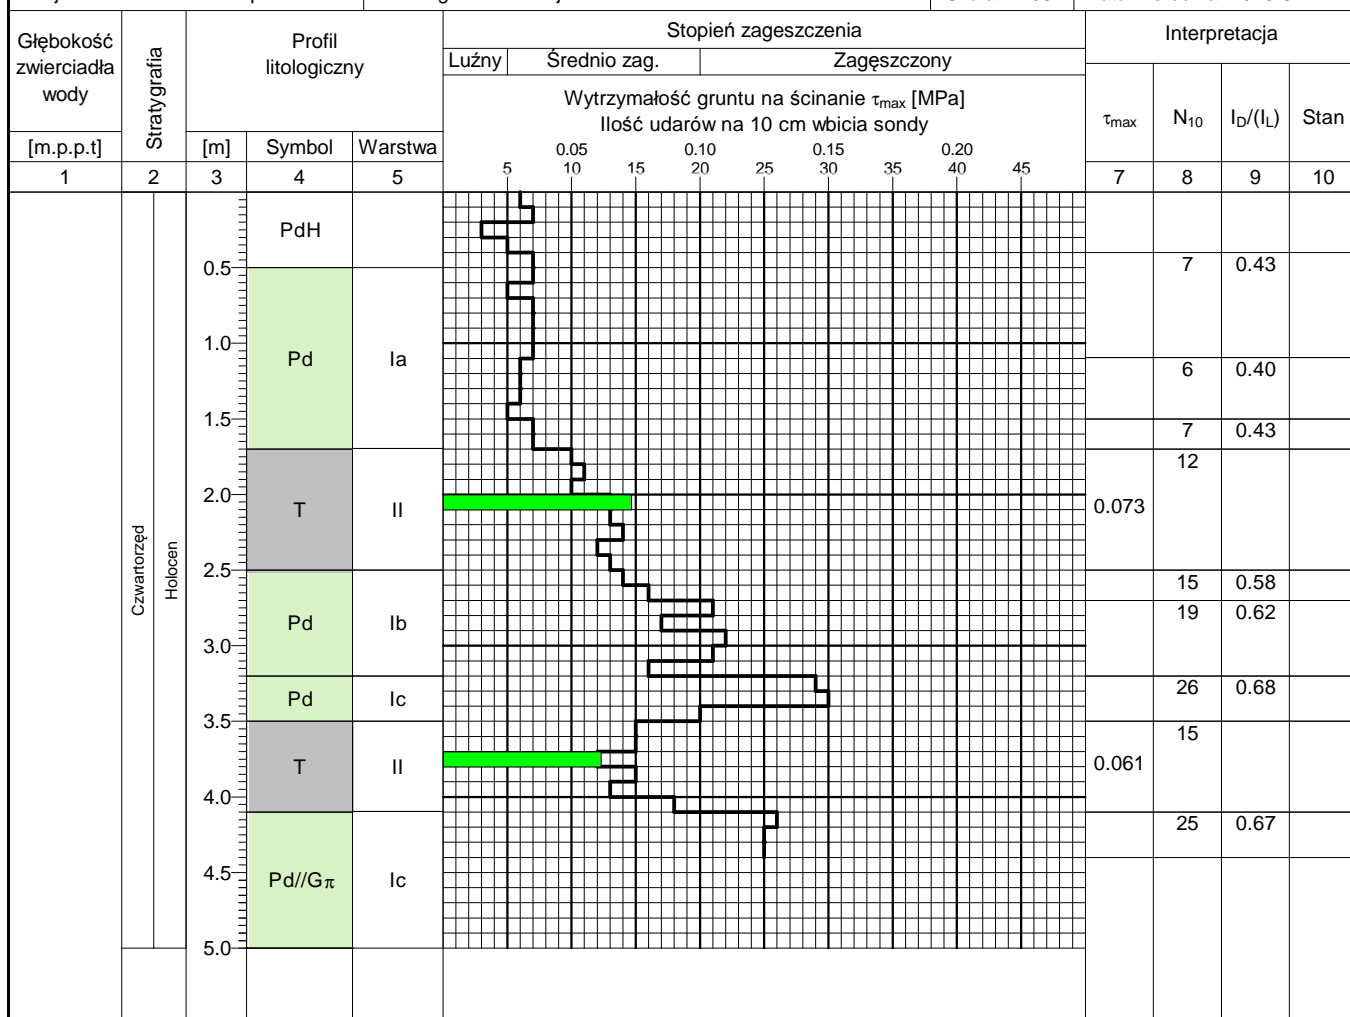 Głębokość zwierciadła wody
Stratygrafia
Profil litologiczny
Stopień zagęszczenia
Interpretacja
Luźny
Średnio zag.
Zagęszczony
Wytrzymałość gruntu na ścinanie τmax [MPa]
Ilość udarów na 10 cm wbicia sondy
τmax
N10
ID/(IL)
Stan
[m.p.p.t]
[m]
Symbol
Warstwa
0.05 0.10 0.15 0.20
5 10 15 20 25 30 35 40 45
1 2 3 4 5 7 8 9 10
PdH
0.5
7 0.43
1.0
Pd Ia
6 0.40
1.5
7 0.43
12
2.0
T II
0.073
2.5
Czwartorzęd
Holocen
15 0.58
19 0.62
Pd Ib
3.0
26 0.68
Pd Ic
3.5
15
T II
0.061
4.0
25 0.67
4.5
Pd//Gπ Ic
5.0